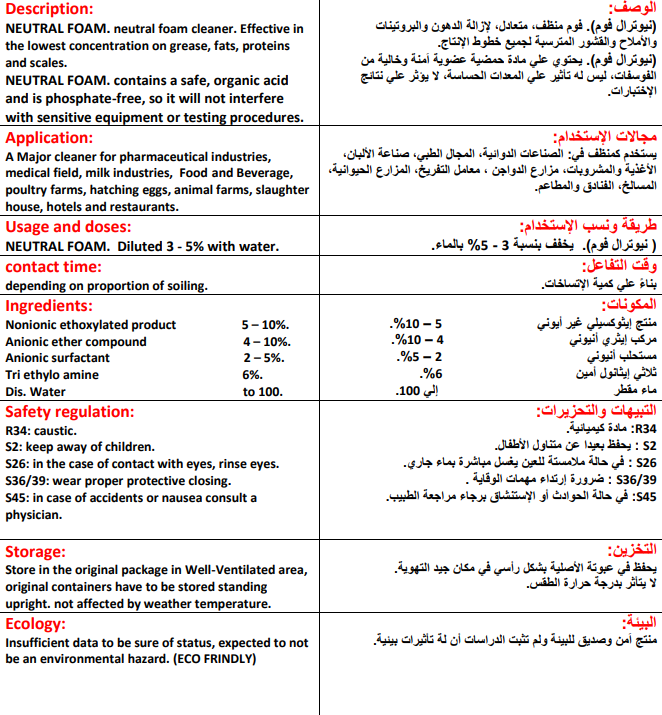 Description:
NEUTRAL FOAM. neutral foam cleaner. Effective in
the lowest concentration on grease, fats, proteins
and scales.
NEUTRAL FOAM. contains a safe, organic acid
and is phosphate-free, so it will not interfere
with sensitive equipment or testing procedures.
الوصف:
(نيوترال فوم). فوم منظف، متعادل، لإزالة الدهون والبروتينات
والأملاح والقشور المترسبة لجميع خطوط الإنتاج.
(نيوترال فوم). يحتوي علي مادة حمضية عضوية أمنة وخالية من
الفوسفات، ليس له تأثير علي المعدات الحساسة، لا يؤثر علي نتائج
الإختبارات.
Application:
A Major cleaner for pharmaceutical industries,
medical field, milk industries, Food and Beverage,
poultry farms, hatching eggs, animal farms, slaughter
house, hotels and restaurants.
مجالات الإستخدام:
يستخدم كمنظف في: الصناعات الدوائية، المجال الطبي، صناعة الألبان،
الأغذية والمشروبات، مزارع الدواجن ، معامل التفريخ، المزارع الحيوانية،
المسالخ، الفنادق والمطاعم.
Usage and doses:
NEUTRAL FOAM. Diluted 3 - 5% with water.
طريقة ونسب الإستخدام:
( نيوترال فوم). يخفف بنسبة 3 - 5% بالماء.
contact time:
depending on proportion of soiling.
وقت التفاعل:
بناءً علي كمية الإتساخات.
Ingredients:
Nonionic ethoxylated product 5 – 10%.
Anionic ether compound 4 – 10%.
Anionic surfactant 2 – 5%.
Tri ethylo amine 6%.
Dis. Water to 100.
المكونات:
منتج إيثوكسيلي غير أيوني 5 – 10%.
مركب إيثري أنيوني 4 – 10%.
مستحلب أنيوني 2 – 5%.
ثلاثي إيثانول أمين 6%.
ماء مقطر إلي 100.
Safety regulation:
R34: caustic.
S2: keep away of children.
S26: in the case of contact with eyes, rinse eyes.
S36/39: wear proper protective closing.
S45: in case of accidents or nausea consult a
physician.
التبيهات والتحزيرات:
R34: مادة كيميائية.
S2 : يحفظ بعيدا عن متناول الأطفال.
S26 : في حالة ملامستة للعين يغسل مباشرة بماء جاري.
S36/39 : ضرورة إرتداء مهمات الوقاية .
S45: في حالة الحوادث أو الإستنشاق برجاء مراجعة الطبيب.
Storage:
Store in the original package in Well-Ventilated area,
original containers have to be stored standing
upright. not affected by weather temperature.
التخزين:
يحفظ في عبوتة الأصلية بشكل رأسي في مكان جيد التهوية.
لا يتأثر بدرجة حرارة الطقس.
Ecology:
Insufficient data to be sure of status, expected to not
be an environmental hazard. (ECO FRINDLY)
البيئة:
منتج أمن وصديق للبيئة ولم تثبت الدراسات أن لة تأثيرات بيئية.